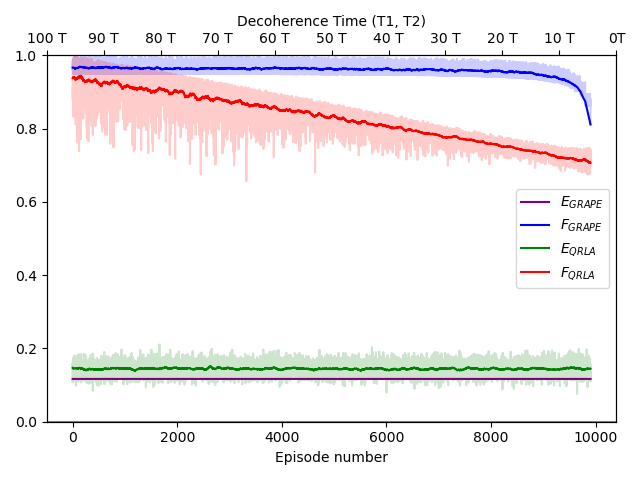 Decoherence Time (T1, T2)
100 T 90 T 80 T 70 T 60 T 50 T 40 T 30 T 20 T 10 T 0T
1.0
0.8
0.6
0.4
0.2
0.0
E_GRAPE
F_GRAPE
E_QRLA
F_QRLA
0 2000 4000 6000 8000 10000
Episode number